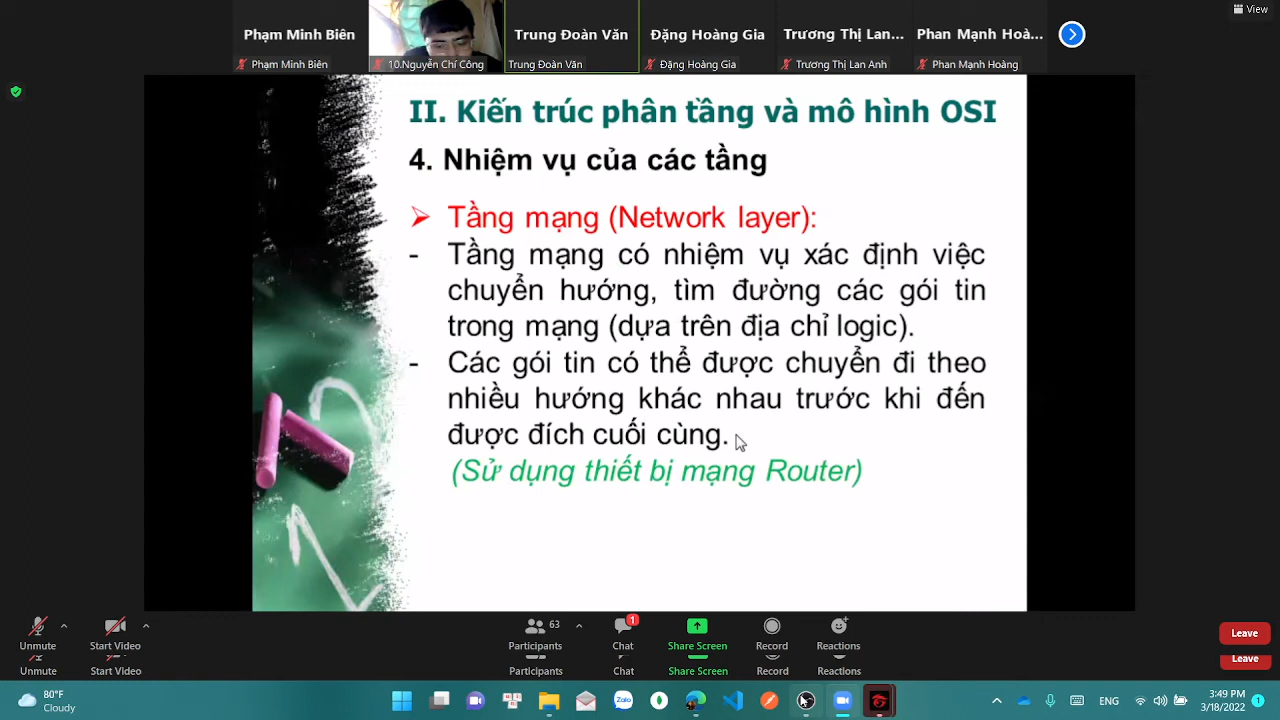 View
Phạm Minh Biên
Trung Đoàn Văn
Đặng Hoàng Gia
Trương Thị Lan...
Phan Mạnh Hoà...
Phạm Minh Biên
10.Nguyễn Chí Công
Trung Đoàn Văn
Đặng Hoàng Gia
Trương Thị Lan Anh
Phan Mạnh Hoàng
II. Kiến trúc phân tầng và mô hình OSI
4. Nhiệm vụ của các tầng
Tầng mạng (Network layer):
- Tầng mạng có nhiệm vụ xác định việc
chuyển hướng, tìm đường các gói tin
trong mạng (dựa trên địa chỉ logic).
- Các gói tin có thể được chuyển đi theo
nhiều hướng khác nhau trước khi đến
được đích cuối cùng.
(Sử dụng thiết bị mạng Router)
63
1
Unmute
Start Video
Participants
Chat
Share Screen
Record
Reactions
Leave
Unmute
Start Video
Participants
Chat
Share Screen
Record
Reactions
Leave
80°F
Cloudy
Zalo
ENG
3:49 PM
3/18/2022
1